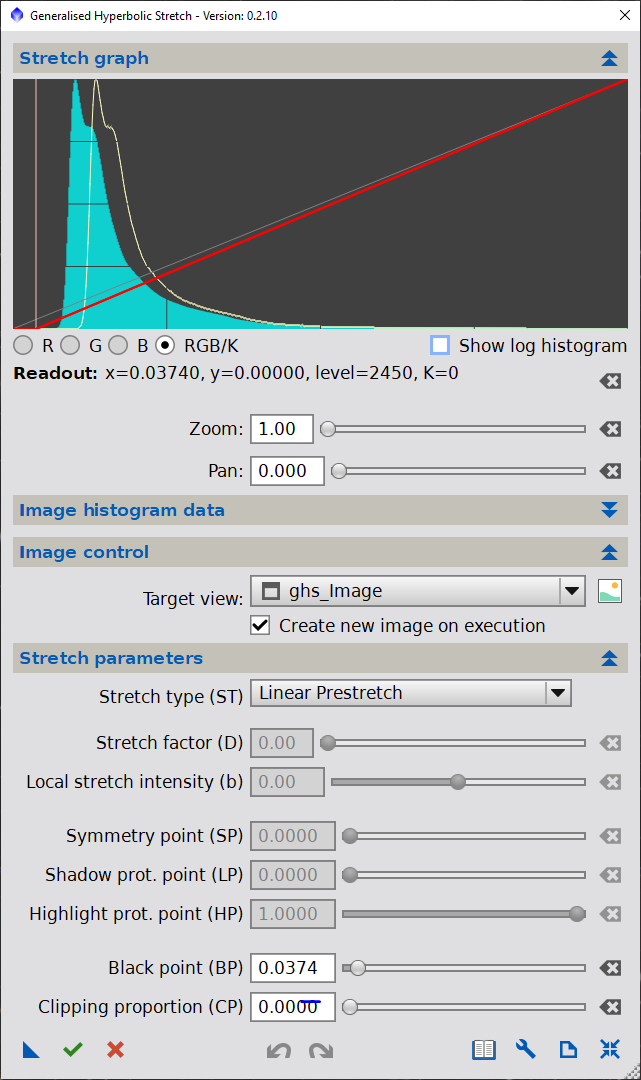 Generalised Hyperbolic Stretch - Version: 0.2.10
Stretch graph
R G B RGB/K Show log histogram
Readout: x=0.03740, y=0.00000, level=2450, K=0
Zoom: 1.00
Pan: 0.000
Image histogram data
Image control
Target view: ghs_Image
Create new image on execution
Stretch parameters
Stretch type (ST) Linear Prestretch
Stretch factor (D) 0.00
Local stretch intensity (b) 0.00
Symmetry point (SP) 0.0000
Shadow prot. point (LP) 0.0000
Highlight prot. point (HP) 1.0000
Black point (BP) 0.0374
Clipping proportion (CP) 0.0000